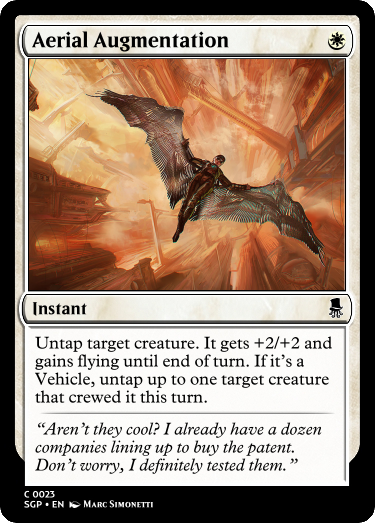 Aerial Augmentation
Instant
Untap target creature. It gets +2/+2 and
gains flying until end of turn. If it's a
Vehicle, untap up to one target creature
that crewed it this turn.
“Aren't they cool? I already have a dozen
companies lining up to buy the patent.
Don't worry, I definitely tested them.”
C 0023
SGP • EN Marc Simonetti